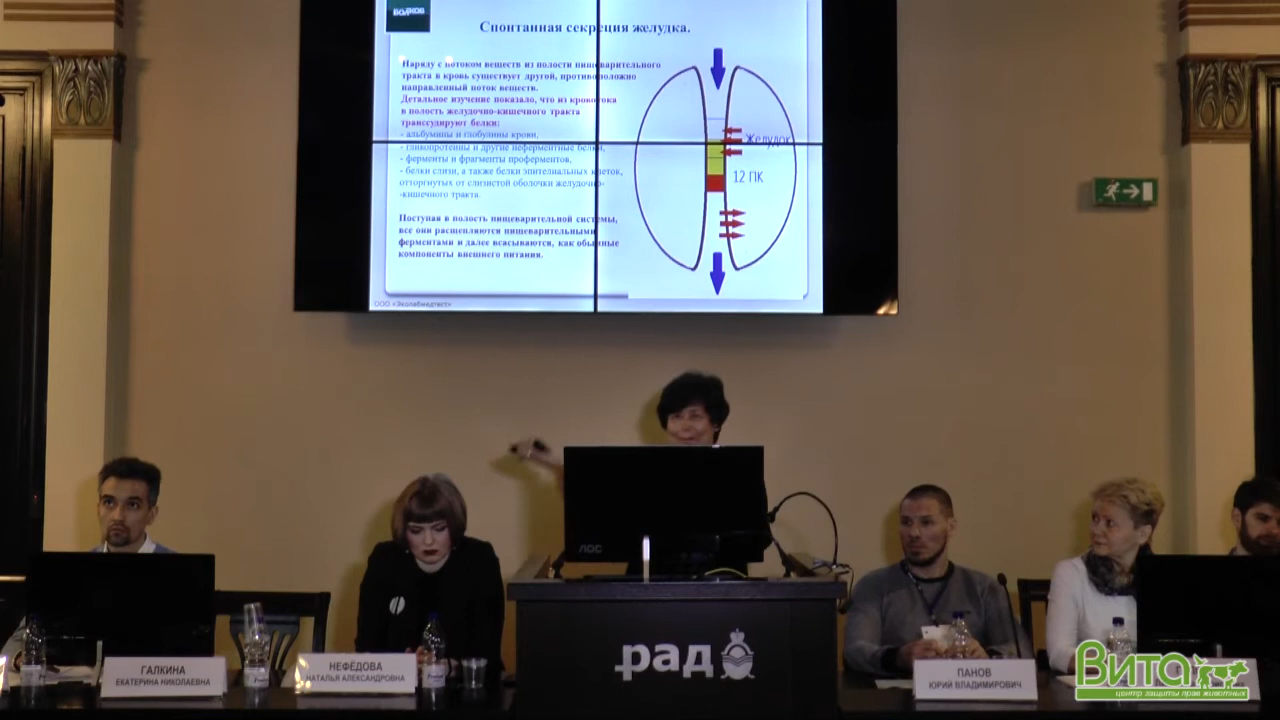 ВОЛКОВ
Спонтанная секреция желудка.
Наряду с потоком веществ из полости пищеварительного
тракта в кровь существует другой, противоположно
направленный поток веществ.
Детальное изучение показало, что из кровотока
в полость желудочно-кишечного тракта
транссудируют белки:
- альбумины и глобулины крови,
- гликопротеины и другие неферментные белки,
- ферменты и фрагменты проферментов,
- белки слизи, а также белки эпителиальных клеток,
отторгнутых от слизистой оболочки желудочно-
-кишечного тракта.
Поступая в полость пищеварительной системы,
все они расщепляются пищеварительными
ферментами и далее всасываются, как обычные
компоненты внешнего питания.
Желудок
12 ПК
ООО «Эколабмедтест»
ЛОС
.рад
ГАЛКИНА
ЕКАТЕРИНА НИКОЛАЕВНА
НЕФЁДОВА
НАТАЛЬЯ АЛЕКСАНДРОВНА
ПАНОВ
ЮРИЙ ВЛАДИМИРОВИЧ
Вита
центр защиты прав животных